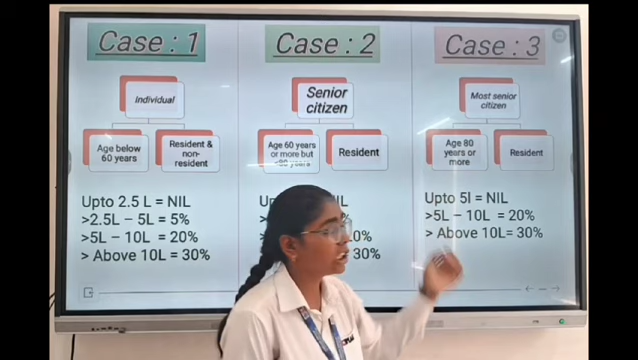 Case : 1
Individual
Age below
60 years
Resident &
non-
resident
Upto 2.5 L = NIL
>2.5L – 5L = 5%
>5L – 10L = 20%
> Above 10L = 30%
Case : 2
Senior
citizen
Age 60 years
or more but
Resident
30%
Case : 3
Most senior
citizen
Age 80
years or
more
Resident
Upto 5l = NIL
>5L – 10L = 20%
> Above 10L= 30%